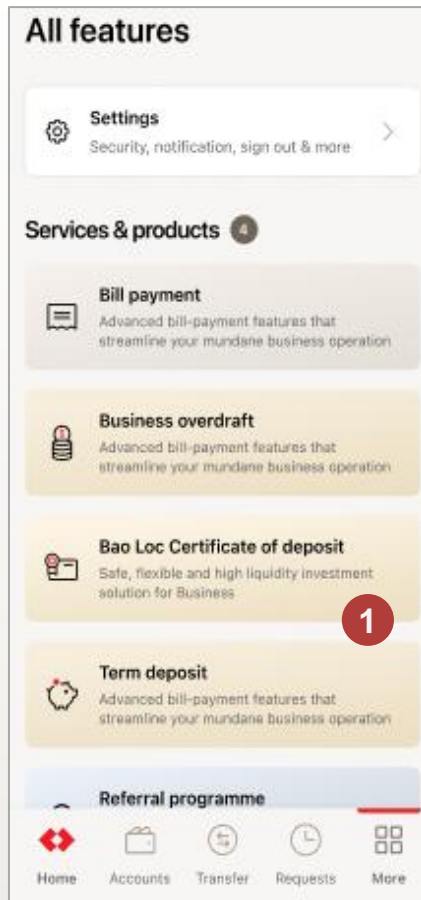 All features
Settings
Security, notification, sign out & more
Services & products 4
Bill payment
Advanced bill-payment features that
streamline your mundane business operation
Business overdraft
Advanced bill-payment features that
streamline your mundane business operation
Bao Loc Certificate of deposit
Safe, flexible and high liquidity investment
solution for Business
1
Term deposit
Advanced bill-payment features that
streamline your mundane business operation
Referral programme
Home Accounts Transfer Requests More